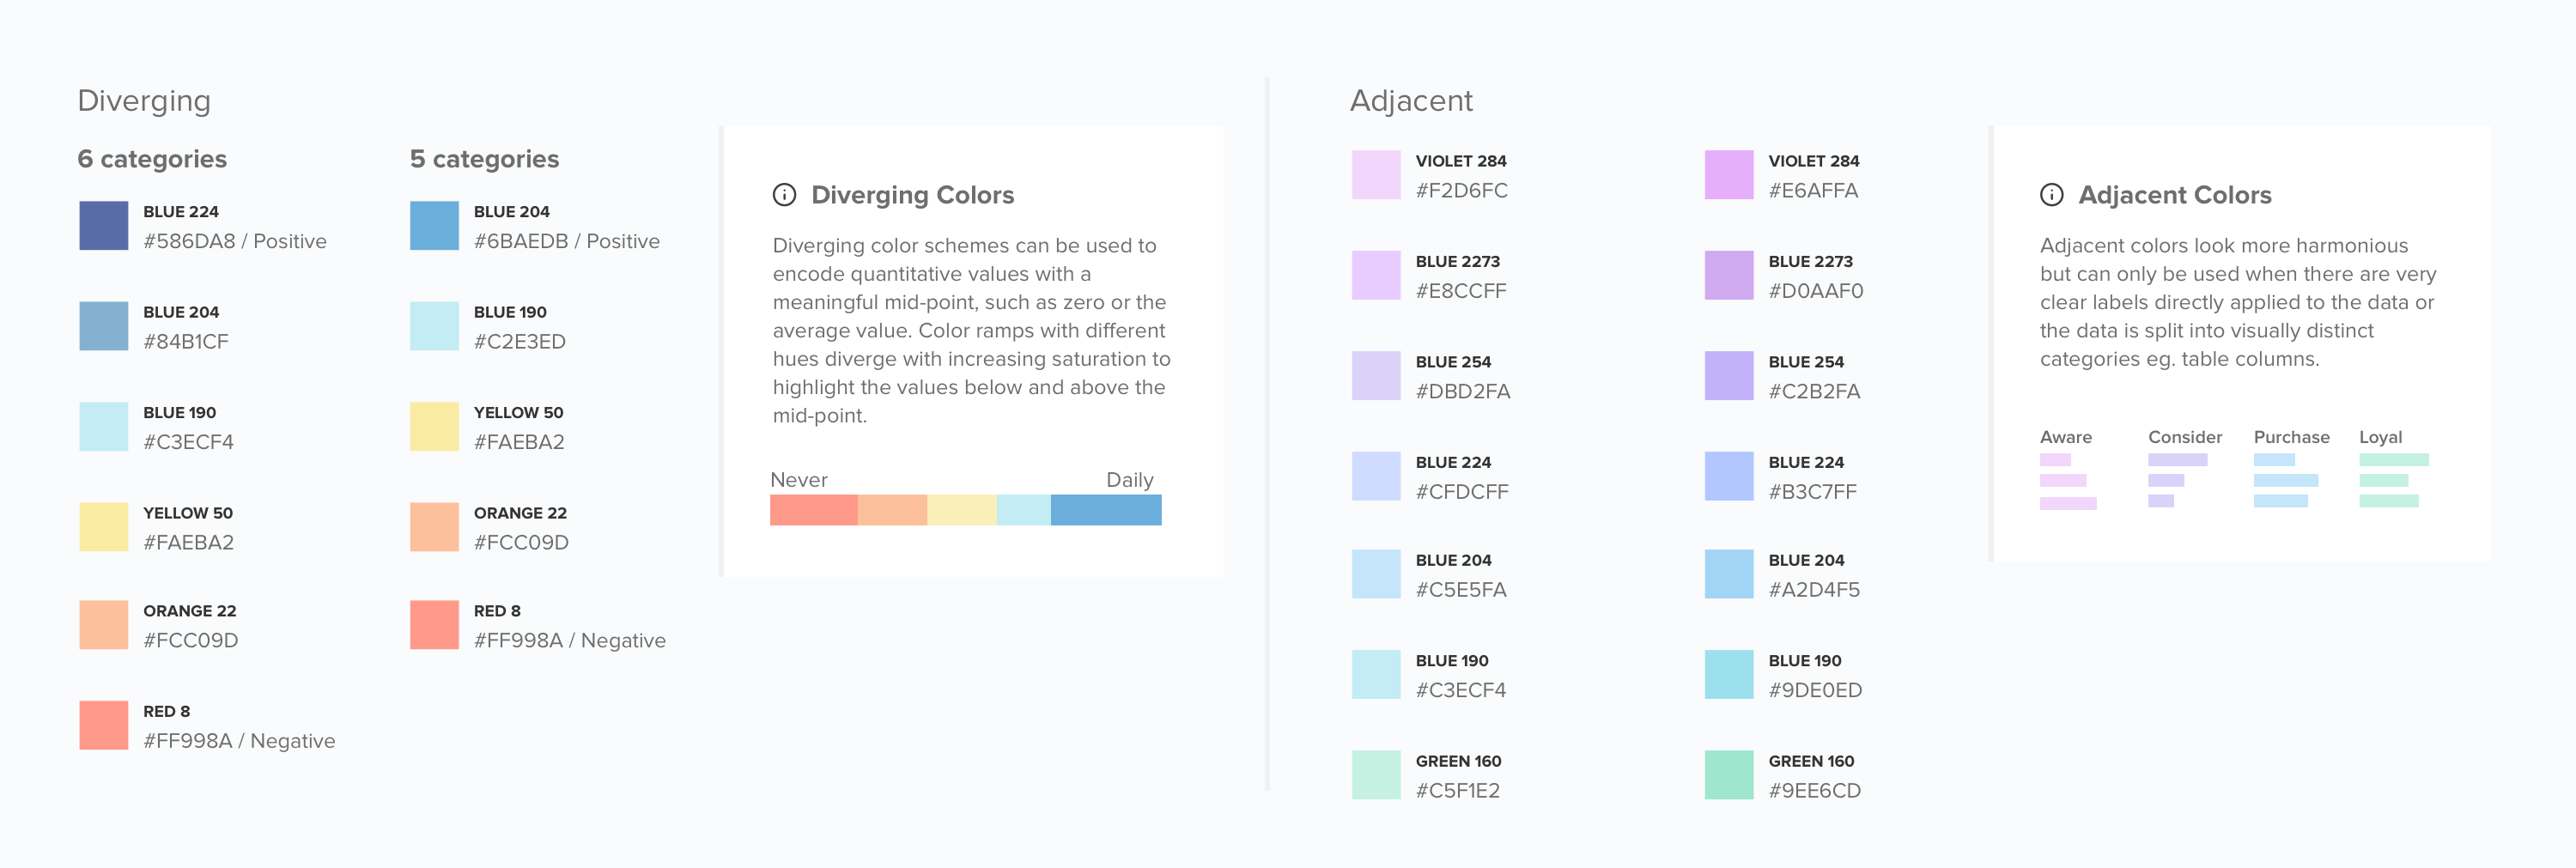 Diverging
6 categories
BLUE 224
#586DA8 / Positive
BLUE 204
#84B1CF
BLUE 190
#C3ECF4
YELLOW 50
#FAEBA2
ORANGE 22
#FCC09D
RED 8
#FF998A / Negative
5 categories
BLUE 204
#6BAEDB / Positive
BLUE 190
#C2E3ED
YELLOW 50
#FAEBA2
ORANGE 22
#FCC09D
RED 8
#FF998A / Negative
Diverging Colors
Diverging color schemes can be used to
encode quantitative values with a
meaningful mid-point, such as zero or the
average value. Color ramps with different
hues diverge with increasing saturation to
highlight the values below and above the
mid-point.
Never Daily
Adjacent
VIOLET 284
#F2D6FC
BLUE 2273
#E8CCFF
BLUE 254
#DBD2FA
BLUE 224
#CFDCFF
BLUE 204
#C5E5FA
BLUE 190
#C3ECF4
GREEN 160
#C5F1E2
VIOLET 284
#E6AFFA
BLUE 2273
#D0AAF0
BLUE 254
#C2B2FA
BLUE 224
#B3C7FF
BLUE 204
#A2D4F5
BLUE 190
#9DE0ED
GREEN 160
#9EE6CD
Adjacent Colors
Adjacent colors look more harmonious
but can only be used when there are very
clear labels directly applied to the data or
the data is split into visually distinct
categories eg. table columns.
Aware Consider Purchase Loyal